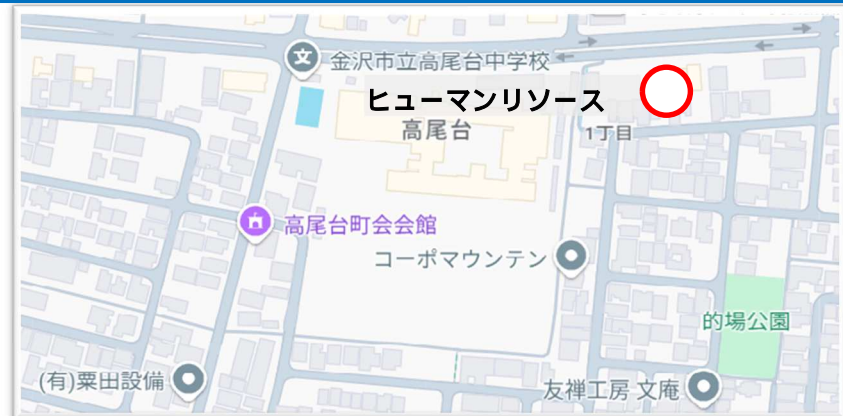 文
金沢市立高尾台中学校
ヒューマンリソース
高尾台
1丁目
高尾台町会会館
コーポマウンテン
的場公園
(有)粟田設備
友禅工房 文庵